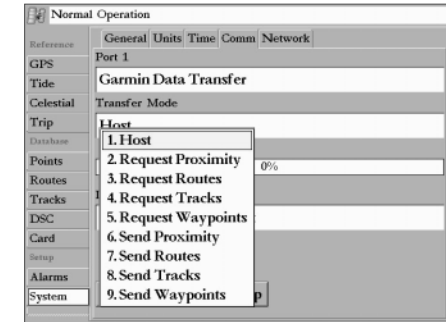 Normal Operation
General Units Time Comm Network
Reference
GPS
Tide
Celestial
Trip
Database
Points
Routes
Tracks
DSC
Card
Setup
Alarms
System
Port 1
Garmin Data Transfer
Transfer Mode
Host
1. Host
2. Request Proximity
3. Request Routes
4. Request Tracks
5. Request Waypoints
6. Send Proximity
7. Send Routes
8. Send Tracks
9. Send Waypoints
0%